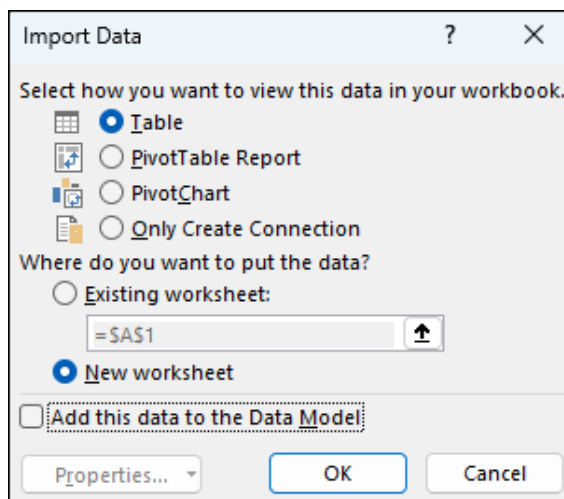 Import Data ?
Select how you want to view this data in your workbook.
Table
PivotTable Report
PivotChart
Only Create Connection
Where do you want to put the data?
Existing worksheet:
=$A$1
New worksheet
Add this data to the Data Model
Properties... OK Cancel